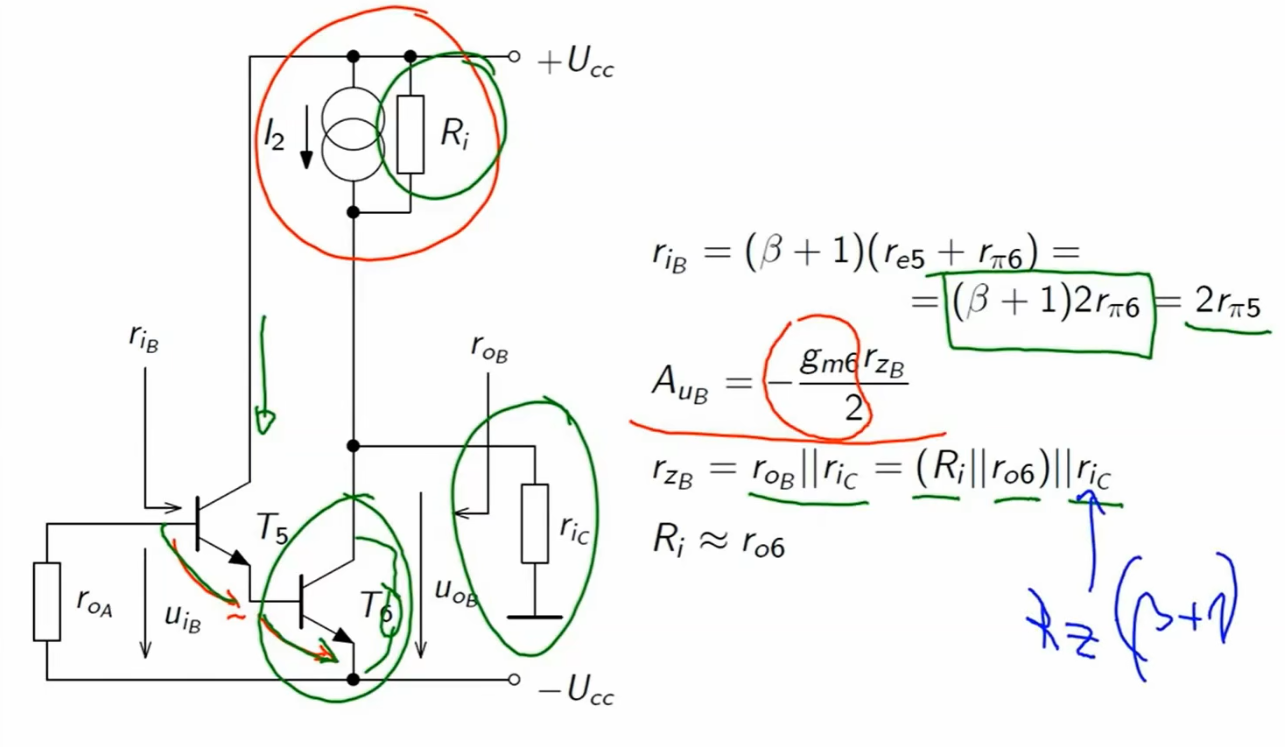 +U_cc
I_2
R_i
r_iB = (β + 1)(r_e5 + r_π6) =
= (β + 1)2r_π6 = 2r_π5
r_iB
r_oB
A_uB = − g_m6 r_zB / 2
r_zB = r_oB||r_iC = (R_i||r_o6)||r_iC
T_5
r_iC
R_i ≈ r_o6
r_oA
u_iB
T_6
u_oB
Rz (β+1)
−U_cc